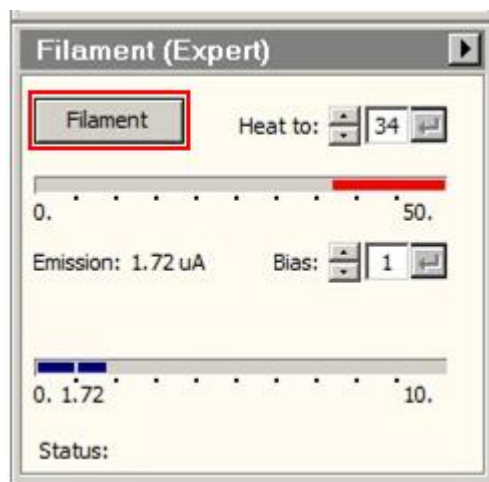 Filament (Expert)
Filament Heat to: 34
0. 50.
Emission: 1.72 uA Bias: 1
0. 1.72 10.
Status: